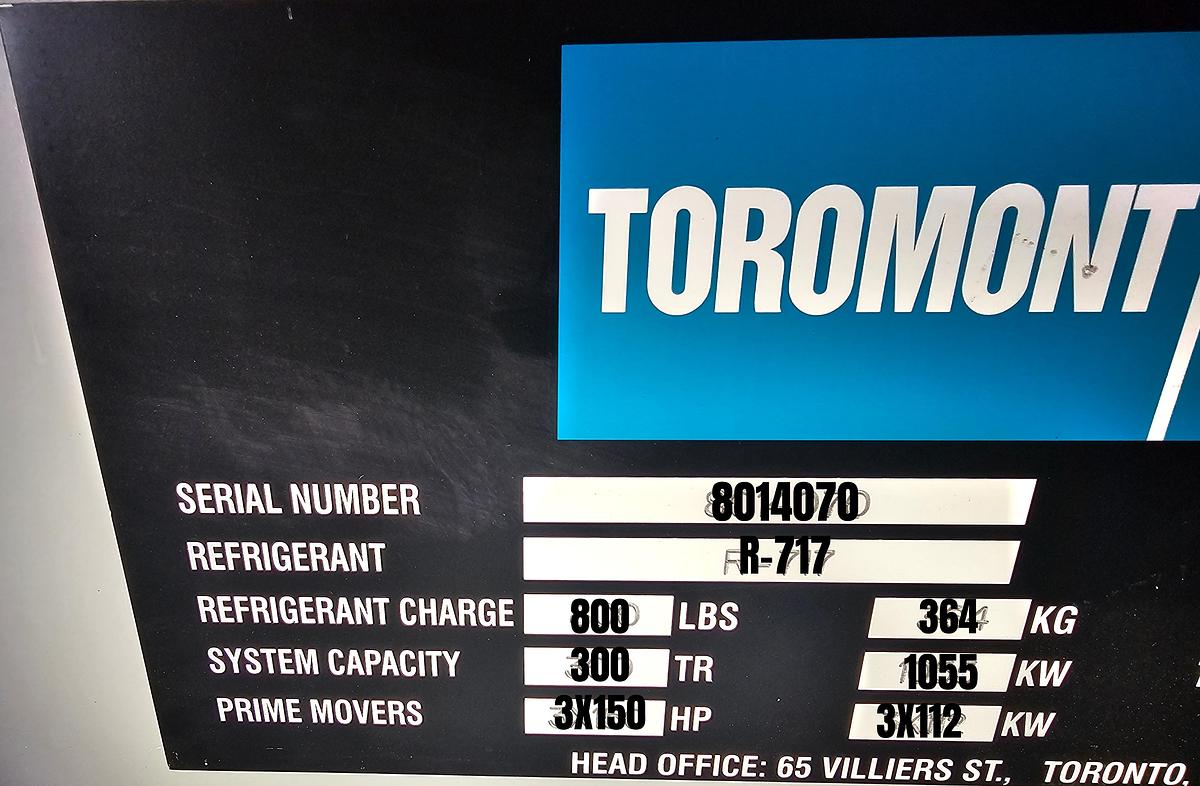 TOROMONT
SERIAL NUMBER 8014070
REFRIGERANT R-717
REFRIGERANT CHARGE 800 LBS 364 KG
SYSTEM CAPACITY 300 TR 1055 KW
PRIME MOVERS 3X150 HP 3X112 KW
HEAD OFFICE: 65 VILLIERS ST., TORONTO,